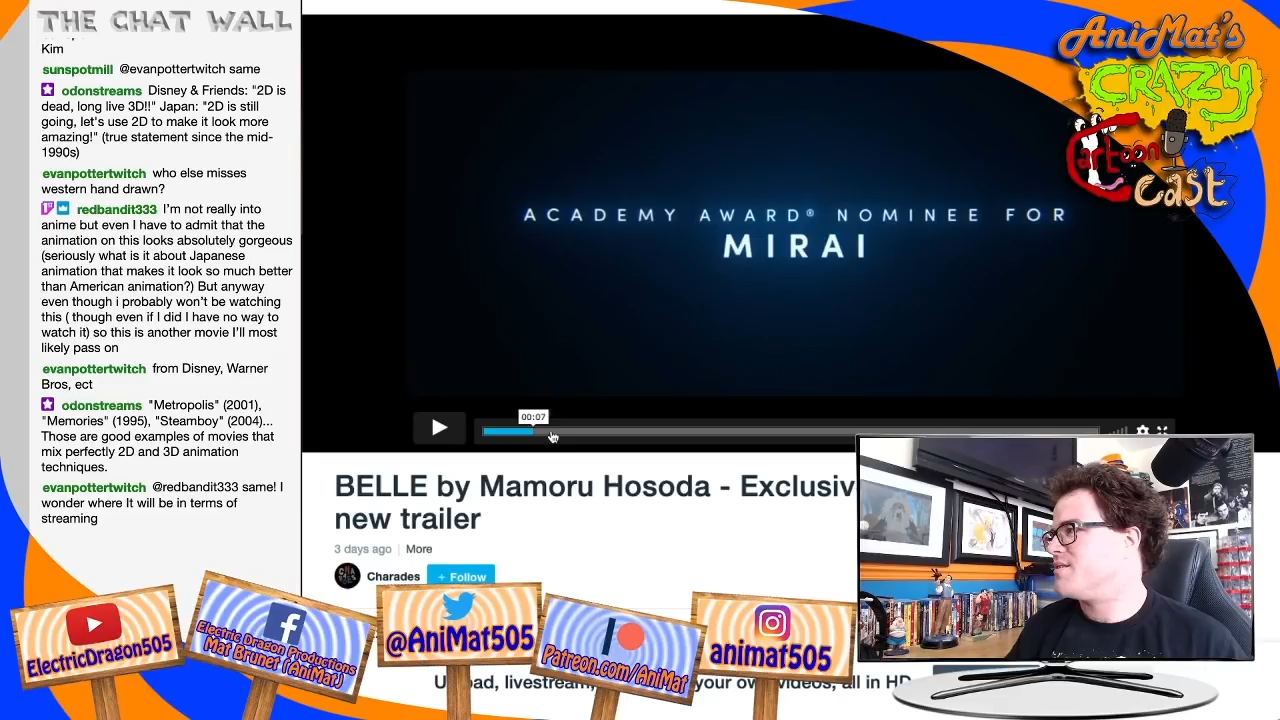 THE CHAT WALL
Kim
sunspotmill @evanpottertwitch same
odonstreams Disney & Friends: "2D is
dead, long live 3D!!" Japan: "2D is still
going, let's use 2D to make it look more
amazing!" (true statement since the mid-
1990s)
evanpottertwitch who else misses
western hand drawn?
redbandit333 I'm not really into
anime but even I have to admit that the
animation on this looks absolutely gorgeous
(seriously what is it about Japanese
animation that makes it look so much better
than American animation?) But anyway
even though i probably won't be watching
this ( though even if I did I have no way to
watch it) so this is another movie I'll most
likely pass on
evanpottertwitch from Disney, Warner
Bros, ect
odonstreams "Metropolis" (2001),
"Memories" (1995), "Steamboy" (2004)...
Those are good examples of movies that
mix perfectly 2D and 3D animation
techniques.
evanpottertwitch @redbandit333 same! I
wonder where It will be in terms of
streaming
ACADEMY AWARD® NOMINEE FOR
MIRAI
00:07
AniMat's
CRAZY
Cartoon
Cast
BELLE by Mamoru Hosoda - Exclusiv
new trailer
3 days ago More
Charades + Follow
livestream, your own videos, all in HD
ElectricDragon505
Electric Dragon Productions
Mat Brunet (AniMat)
@AniMat505
Patreon.com/AniMat
animat505